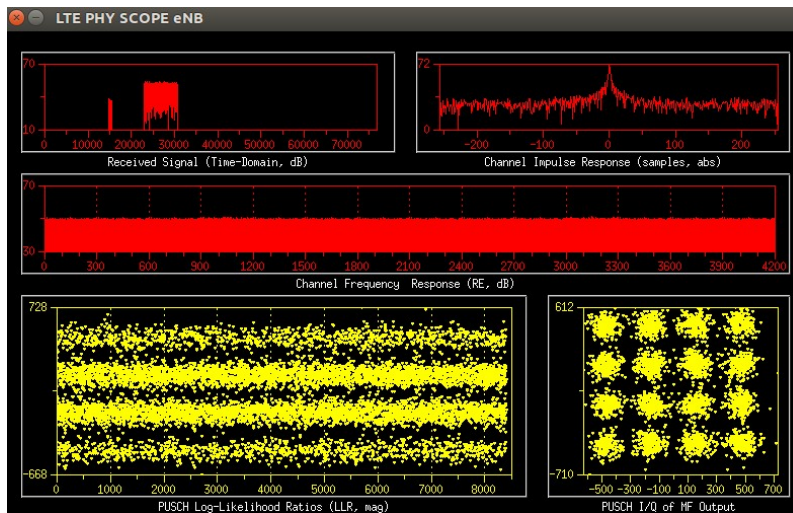 LTE PHY SCOPE eNB
70
10
0 10000 20000 30000 40000 50000 60000 70000
Received Signal (Time-Domain, dB)
72
0
-200 -100 0 100 200
Channel Impulse Response (samples, abs)
70
30
0 300 600 900 1200 1500 1800 2100 2400 2700 3000 3300 3600 3900 4200
Channel Frequency Response (RE, dB)
728
-668
0 1000 2000 3000 4000 5000 6000 7000 8000
PUSCH Log-Likelihood Ratios (LLR, mag)
612
-710
-500 -300 -100 100 300 500 700
PUSCH I/Q of MF Output